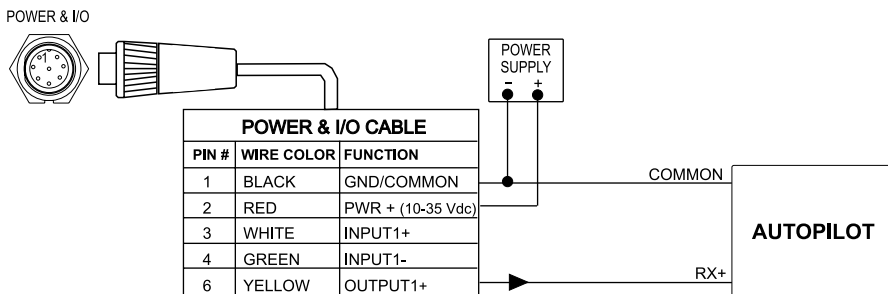 POWER & I/O
1
POWER
SUPPLY
- +
POWER & I/O CABLE
PIN # WIRE COLOR FUNCTION
1 BLACK GND/COMMON
2 RED PWR + (10-35 Vdc)
3 WHITE INPUT1+
4 GREEN INPUT1-
6 YELLOW OUTPUT1+
COMMON
AUTOPILOT
RX+